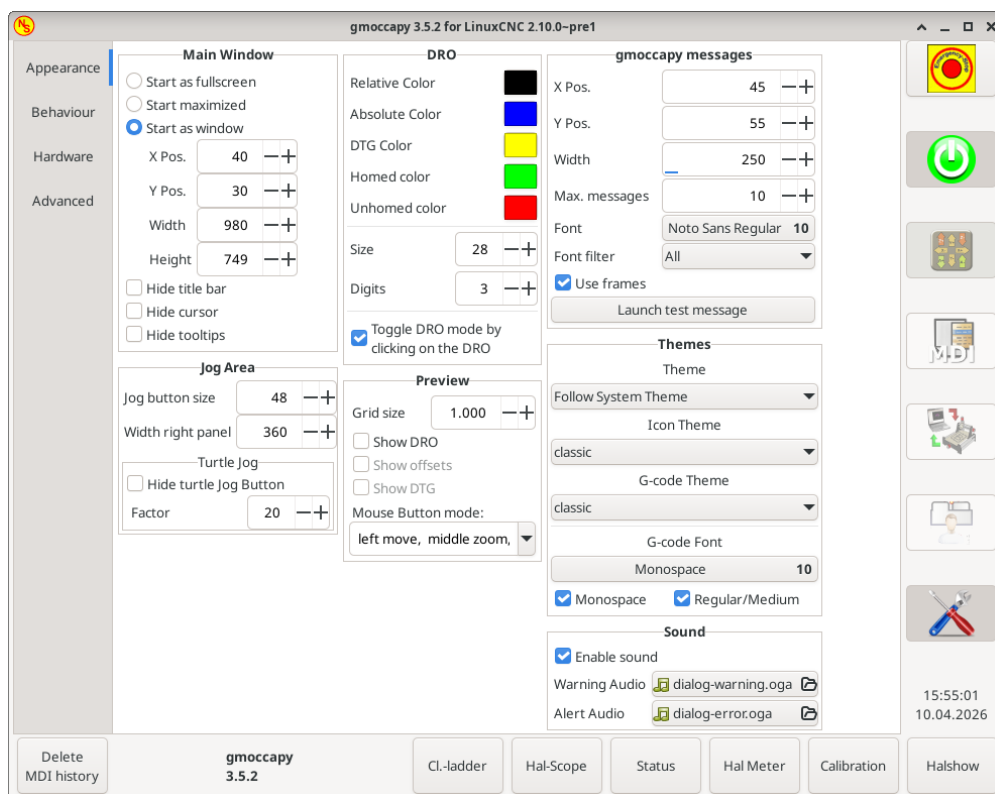 NS
gmoccapy 3.5.2 for LinuxCNC 2.10.0~pre1
Appearance
Behaviour
Hardware
Advanced
Main Window
Start as fullscreen
Start maximized
Start as window
X Pos. 40
Y Pos. 30
Width 980
Height 749
Hide title bar
Hide cursor
Hide tooltips
Jog Area
Jog button size 48
Width right panel 360
Turtle Jog
Hide turtle Jog Button
Factor 20
DRO
Relative Color
Absolute Color
DTG Color
Homed color
Unhomed color
Size 28
Digits 3
Toggle DRO mode by
clicking on the DRO
Preview
Grid size 1.000
Show DRO
Show offsets
Show DTG
Mouse Button mode:
left move, middle zoom,
gmoccapy messages
X Pos. 45
Y Pos. 55
Width 250
Max. messages 10
Font Noto Sans Regular 10
Font filter All
Use frames
Launch test message
Themes
Theme
Follow System Theme
Icon Theme
classic
G-code Theme
classic
G-code Font
Monospace 10
Monospace Regular/Medium
Sound
Enable sound
Warning Audio dialog-warning.oga
Alert Audio dialog-error.oga
MDI
15:55:01
10.04.2026
Delete
MDI history
gmoccapy
3.5.2
Cl.-ladder
Hal-Scope
Status
Hal Meter
Calibration
Halshow